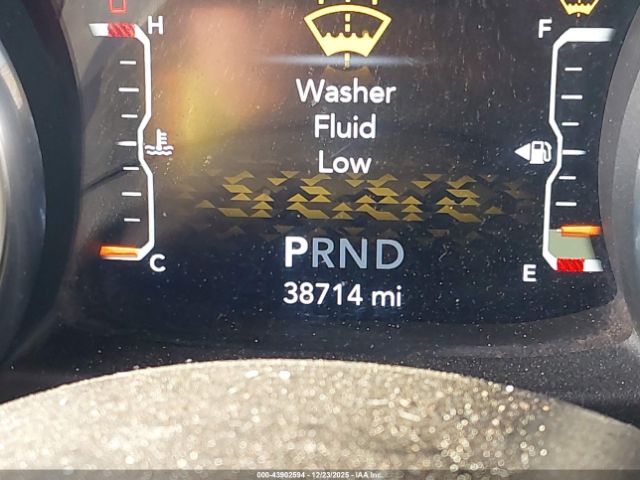 H
F
Washer
Fluid
Low
C
PRND
E
38714 mi
000-43902594 - 12/23/2025 - IAA Inc.